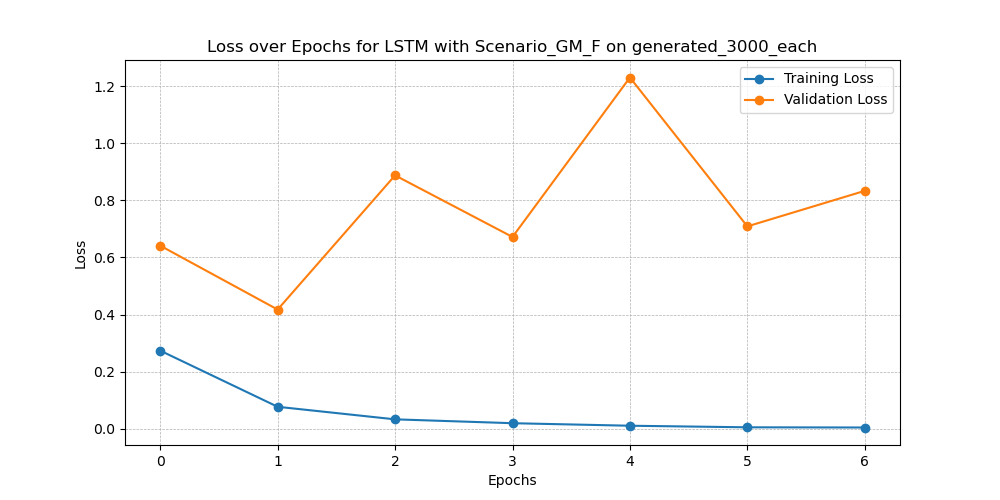 Loss over Epochs for LSTM with Scenario_GM_F on generated_3000_each
Training Loss
Validation Loss
1.2
1.0
0.8
0.6
0.4
0.2
0.0
Loss
0 1 2 3 4 5 6
Epochs